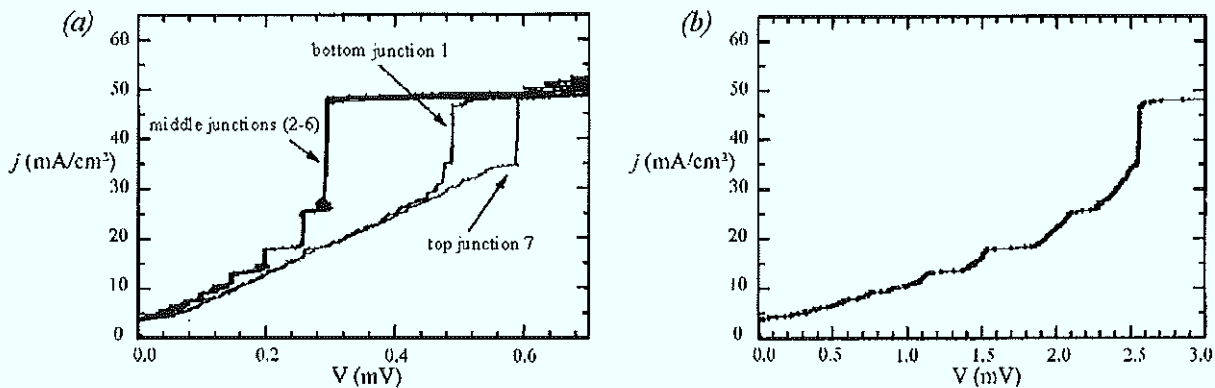 (a)
60
50
40
30
20
10
0
j (mA/cm²)
bottom junction 1
middle junctions (2-6)
top junction 7
0.0 0.2 0.4 0.6
V (mV)
(b)
60
50
40
30
20
10
0
j (mA/cm²)
0.0 0.5 1.0 1.5 2.0 2.5 3.0
V (mV)